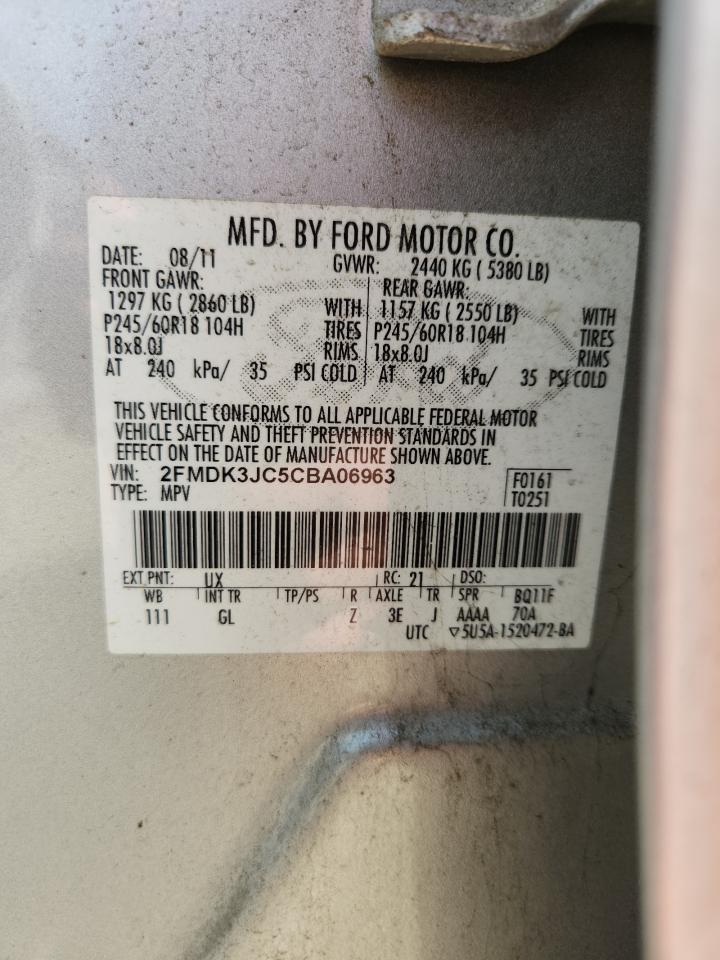 MFD. BY FORD MOTOR CO.
DATE: 08/11 GVWR: 2440 KG ( 5380 LB)
FRONT GAWR: REAR GAWR:
1297 KG ( 2860 LB) WITH 1157 KG ( 2550 LB) WITH
P245/60R18 104H TIRES P245/60R18 104H TIRES
18x8.0J RIMS 18x8.0J RIMS
AT 240 kPa/ 35 PSI COLD AT 240 kPa/ 35 PSI COLD
THIS VEHICLE CONFORMS TO ALL APPLICABLE FEDERAL MOTOR
VEHICLE SAFETY AND THEFT PREVENTION STANDARDS IN
EFFECT ON THE DATE OF MANUFACTURE SHOWN ABOVE.
VIN: 2FMDK3JC5CBA06963 F0161
TYPE: MPV T0251
EXT PNT: UX RC: 21 DSO:
WB INT TR TP/PS R AXLE TR SPR BQ11F
111 GL Z 3E J AAAA 70A
UTC ▽5U5A-1520472-BA